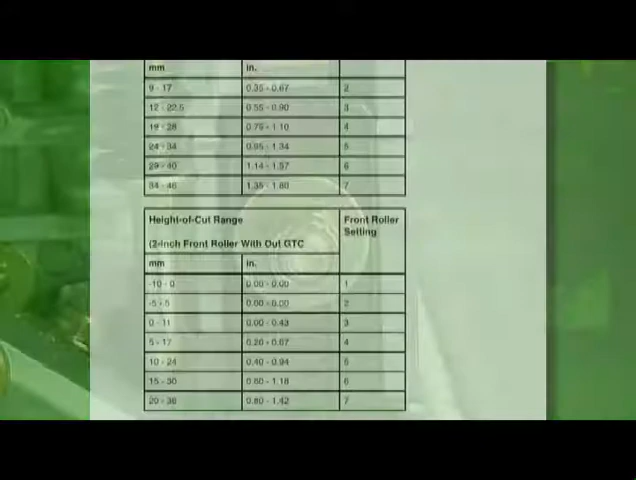 mm in.
9 - 17 0.35 - 0.67 2
12 - 22.5 0.55 - 0.90 3
19 - 28 0.75 - 1.10 4
24 - 34 0.95 - 1.34 5
29 - 40 1.14 - 1.57 6
34 - 46 1.35 - 1.80 7
Height-of-Cut Range Front Roller
Setting
(2-Inch Front Roller With Out GTC
mm in.
-10 - 0 0.00 - 0.00 1
-5 - 5 0.00 - 0.00 2
0 - 11 0.00 - 0.43 3
5 - 17 0.20 - 0.67 4
10 - 24 0.40 - 0.94 5
15 - 30 0.60 - 1.18 6
20 - 36 0.80 - 1.42 7